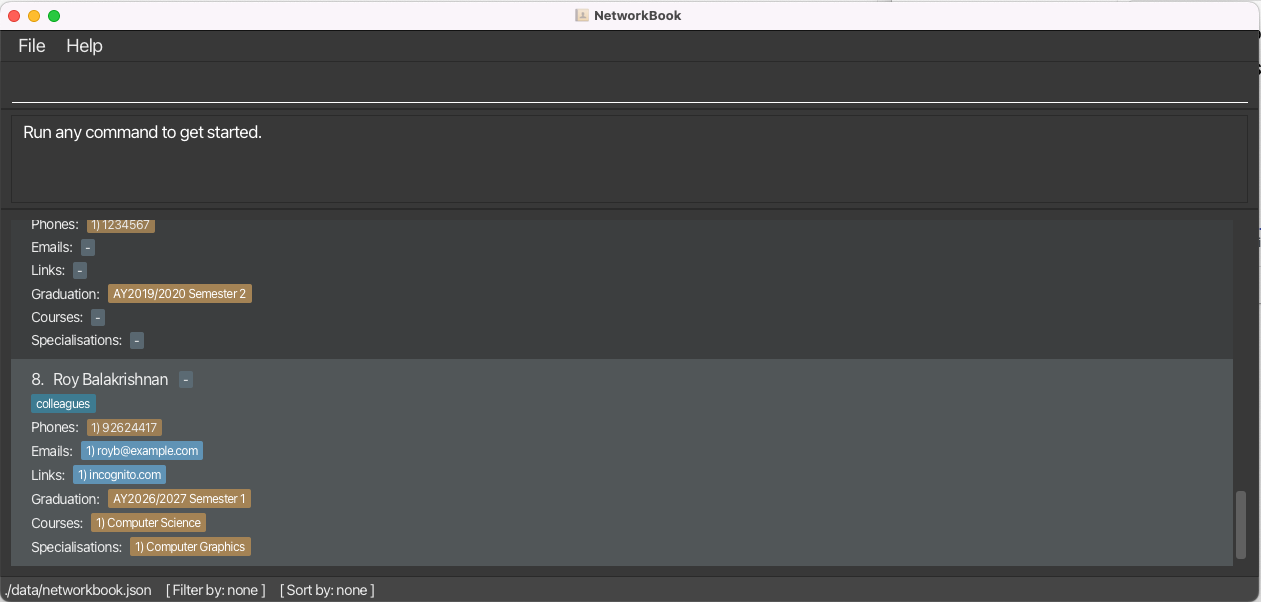 NetworkBook
File Help
Run any command to get started.
Phones: 1) 1234567
Emails: -
Links: -
Graduation: AY2019/2020 Semester 2
Courses: -
Specialisations: -
8. Roy Balakrishnan -
colleagues
Phones: 1) 92624417
Emails: 1) royb@example.com
Links: 1) incognito.com
Graduation: AY2026/2027 Semester 1
Courses: 1) Computer Science
Specialisations: 1) Computer Graphics
./data/networkbook.json [ Filter by: none ] [ Sort by: none ]